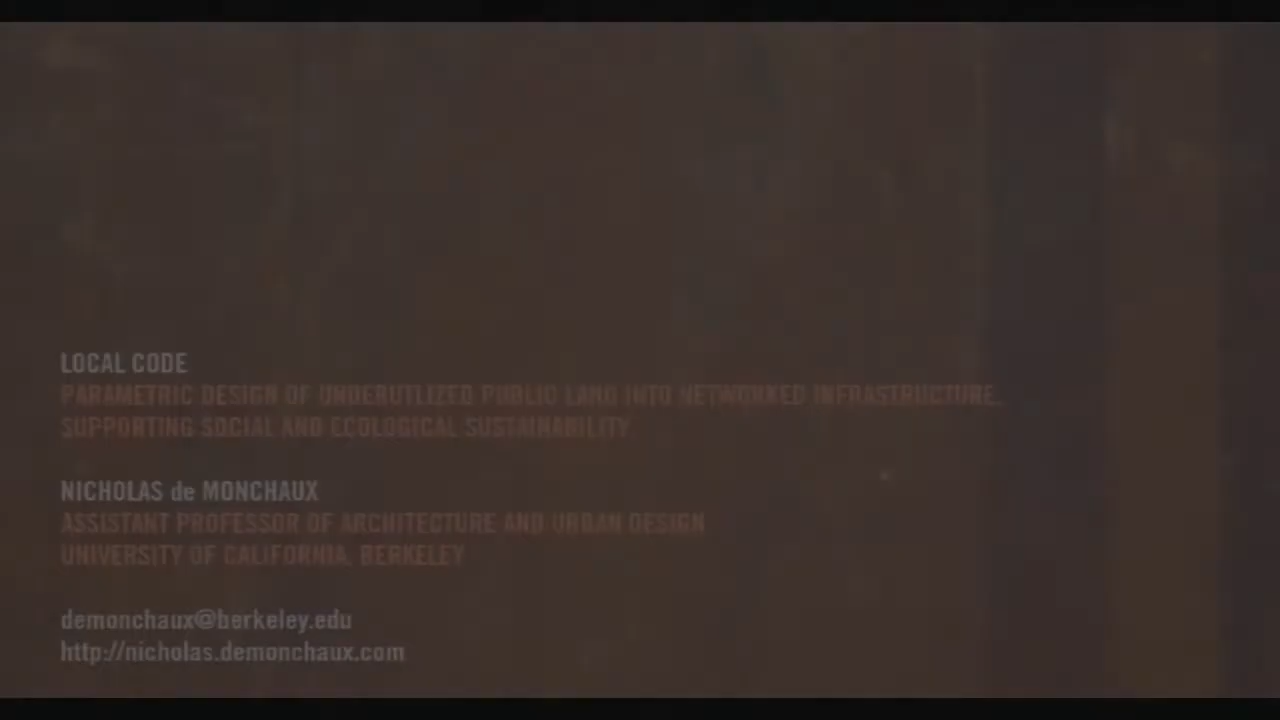 LOCAL CODE
PARAMETRIC DESIGN OF UNDERUTLIZED PUBLIC LAND INTO NETWORKED INFRASTRUCTURE,
SUPPORTING SOCIAL AND ECOLOGICAL SUSTAINABILITY.
NICHOLAS de MONCHAUX
ASSISTANT PROFESSOR OF ARCHITECTURE AND URBAN DESIGN
UNIVERSITY OF CALIFORNIA, BERKELEY
demonchaux@berkeley.edu
http://nicholas.demonchaux.com